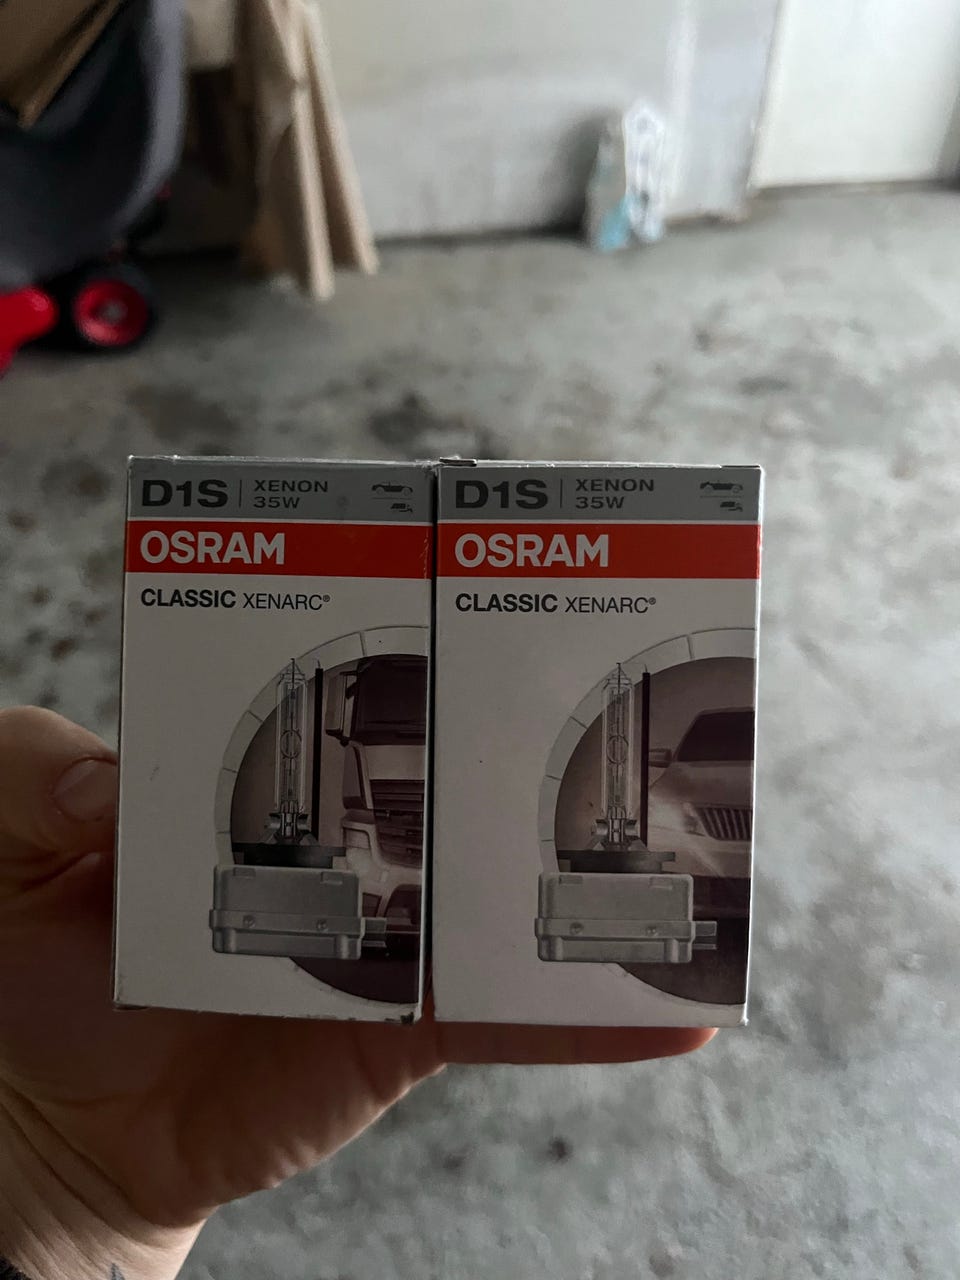 D1S | XENON
35W
OSRAM
CLASSIC XENARC®
D1S | XENON
35W
OSRAM
CLASSIC XENARC®